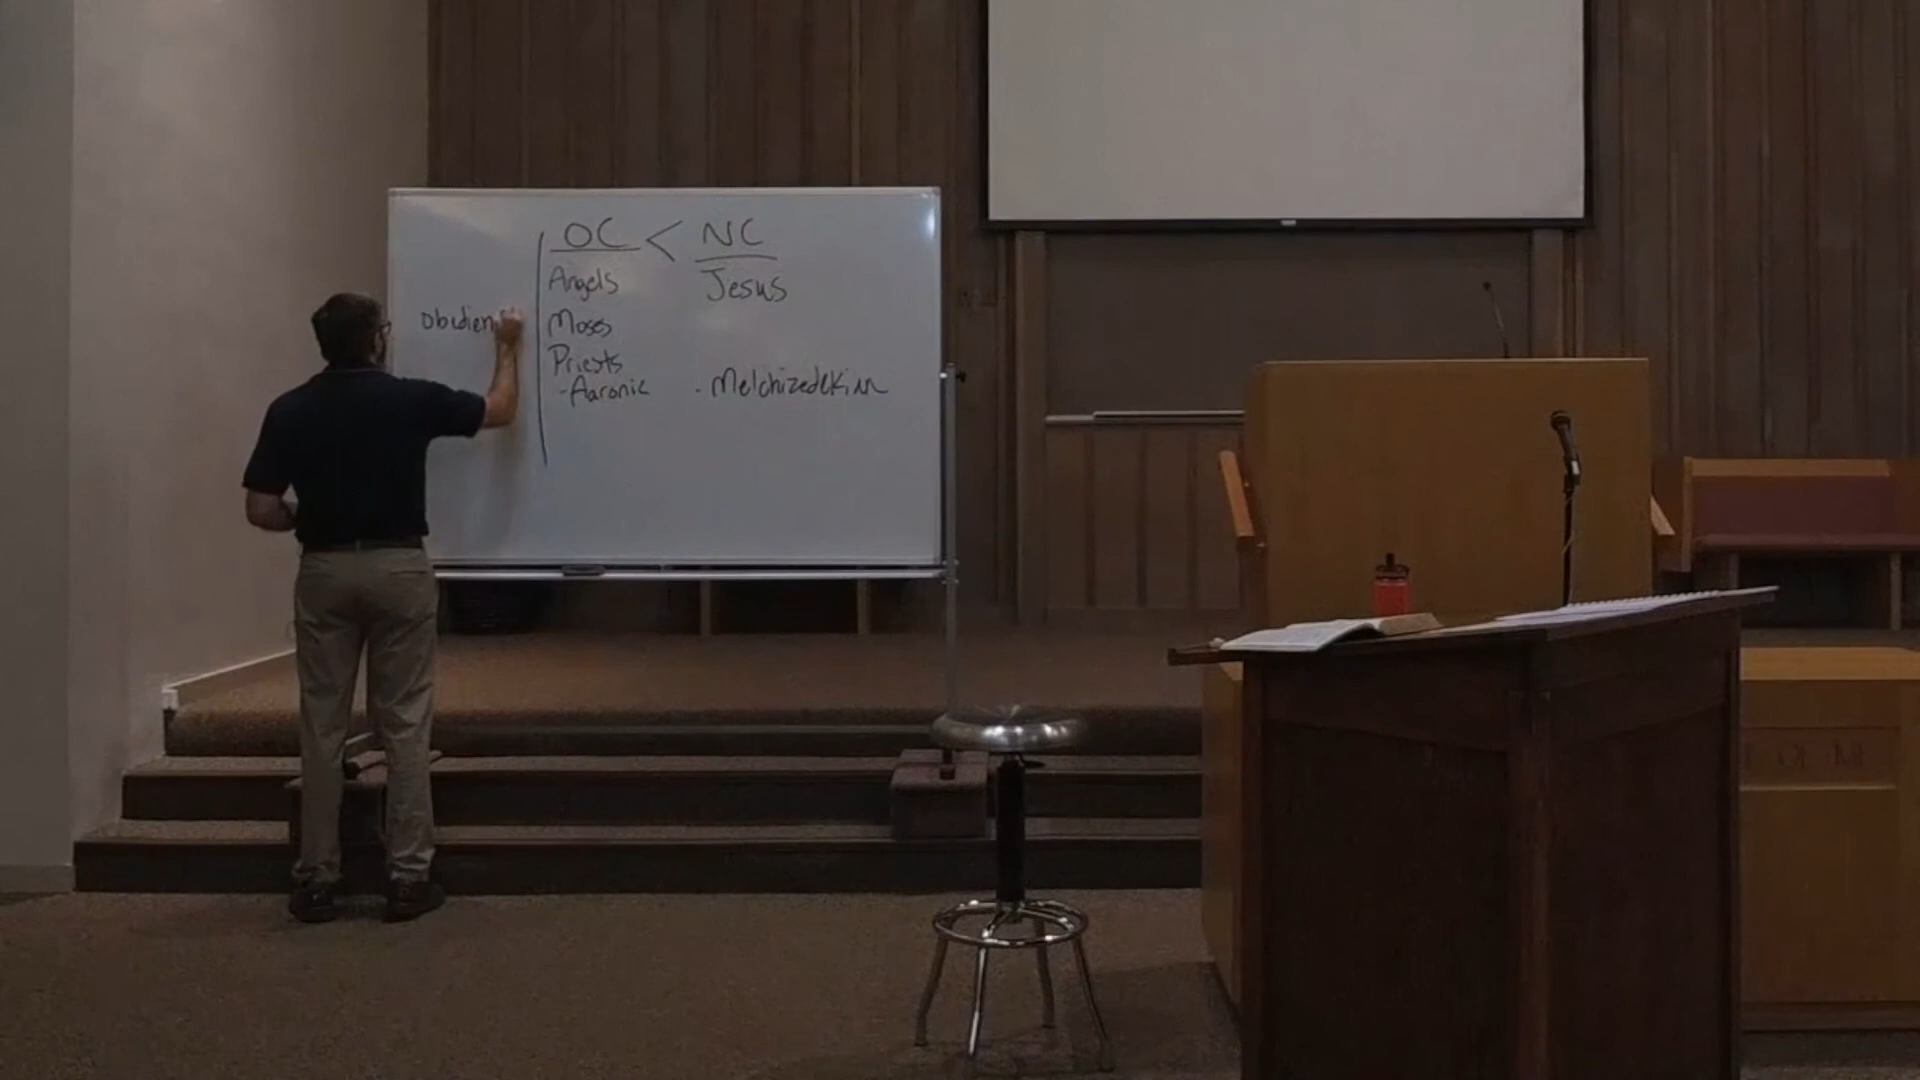 OC < NC
Angels Jesus
obedien Moses
Priests
-Aaronic - Melchizedekian